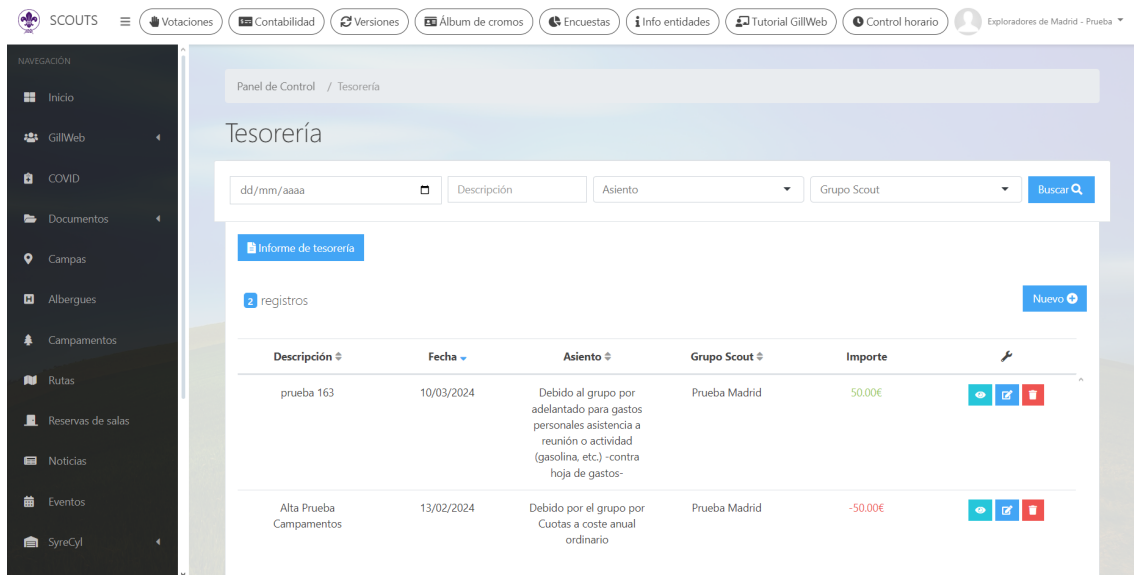 SCOUTS
Votaciones
Contabilidad
Versiones
Álbum de cromos
Encuestas
Info entidades
Tutorial GillWeb
Control horario
Exploradores de Madrid - Prueba
NAVEGACIÓN
Inicio
GillWeb
COVID
Documentos
Campas
Albergues
Campamentos
Rutas
Reservas de salas
Noticias
Eventos
SyreCyl
Panel de Control / Tesorería
Tesorería
dd/mm/aaaa
Descripción
Asiento
Grupo Scout
Buscar
Informe de tesorería
2 registros
Nuevo
Descripción
Fecha
Asiento
Grupo Scout
Importe
prueba 163
10/03/2024
Debido al grupo por
adelantado para gastos
personales asistencia a
reunión o actividad
(gasolina, etc.) -contra
hoja de gastos-
Prueba Madrid
50.00€
Alta Prueba
Campamentos
13/02/2024
Debido por el grupo por
Cuotas a coste anual
ordinario
Prueba Madrid
-50.00€